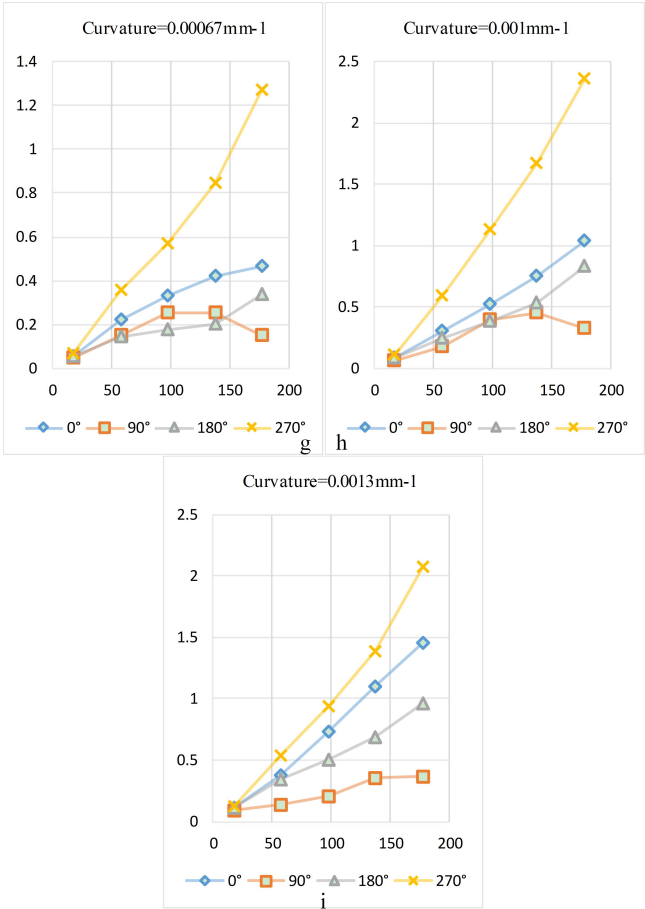 Curvature=0.00067mm-1
1.4
1.2
1
0.8
0.6
0.4
0.2
0
0 50 100 150 200
0° 90° 180° 270°
g
Curvature=0.001mm-1
2.5
2
1.5
1
0.5
0
0 50 100 150 200
0° 90° 180° 270°
h
Curvature=0.0013mm-1
2.5
2
1.5
1
0.5
0
0 50 100 150 200
0° 90° 180° 270°
i